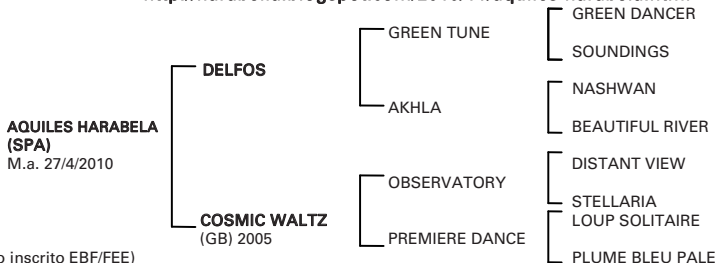 GREEN DANCER
GREEN TUNE
SOUNDINGS
DELFOS
NASHWAN
AKHLA
BEAUTIFUL RIVER
AQUILES HARABELA
(SPA)
M.a. 27/4/2010
DISTANT VIEW
OBSERVATORY
STELLARIA
COSMIC WALTZ
(GB) 2005
LOUP SOLITAIRE
PREMIERE DANCE
PLUME BLEU PALE
o inscrito EBF/FEE)